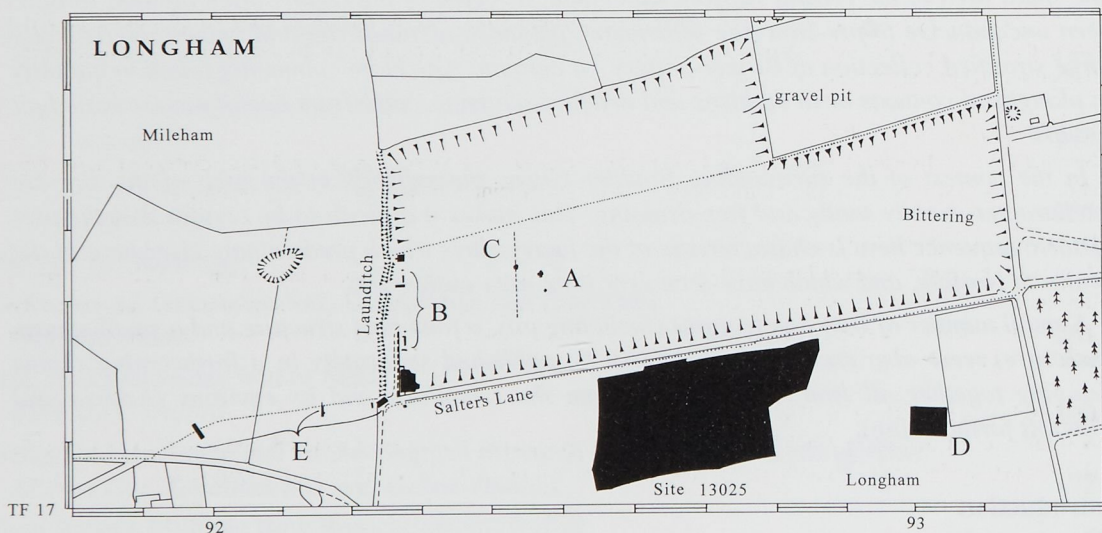 LONGHAM
Mileham
gravel pit
Bittering
C
A
Launditch
B
Salter's Lane
E
D
Site 13025
Longham
TF 17
92
93